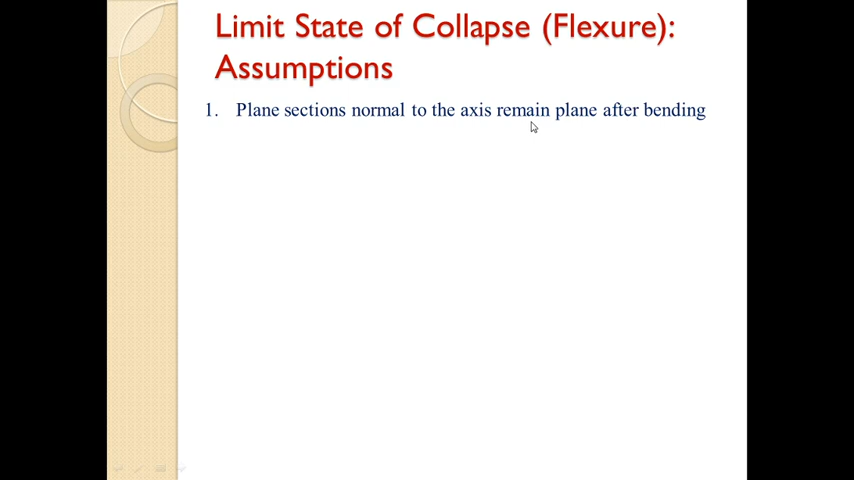 Limit State of Collapse (Flexure):
Assumptions
1. Plane sections normal to the axis remain plane after bending